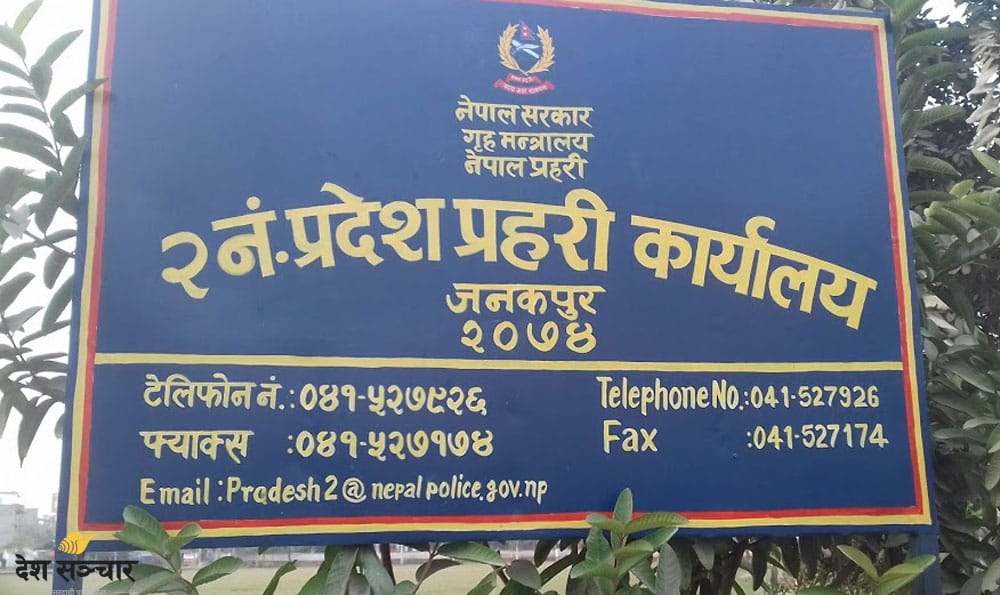 नेपाल सरकार
गृह मन्त्रालय
नेपाल प्रहरी
२ नं. प्रदेश प्रहरी कार्यालय
जनकपुर
२०७४
टेलिफोन नं. : ०४१-५२७९२६ Telephone No. : 041-527926
फ्याक्स : ०४१-५२७१७४ Fax : 041-527174
Email : Pradesh2@nepalpolice.gov.np
देश सञ्चार